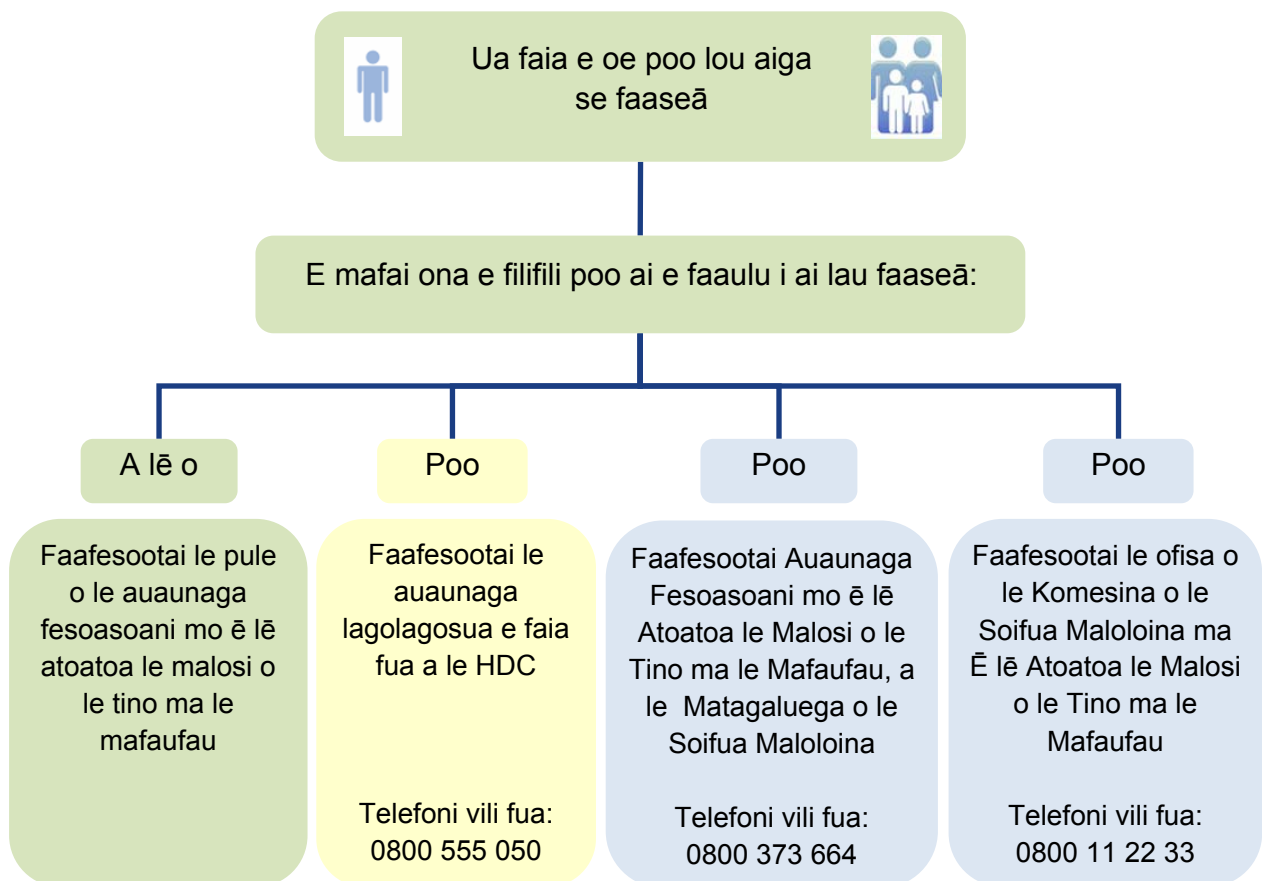 Ua faia e oe poo lou aiga
se faaseā
E mafai ona e filifili poo ai e faaulu i ai lau faaseā:
A lē o
Faafesootai le pule
o le auaunaga
fesoasoani mo ē lē
atoatoa le malosi o
le tino ma le
mafaufau
Poo
Faafesootai le
auaunaga
lagolagosua e faia
fua a le HDC
Telefoni vili fua:
0800 555 050
Poo
Faafesootai Auaunaga
Fesoasoani mo ē lē
Atoatoa le Malosi o le
Tino ma le Mafaufau, a
le Matagaluega o le
Soifua Maloloina
Telefoni vili fua:
0800 373 664
Poo
Faafesootai le ofisa o
le Komesina o le
Soifua Maloloina ma
Ē lē Atoatoa le Malosi
o le Tino ma le
Mafaufau
Telefoni vili fua:
0800 11 22 33